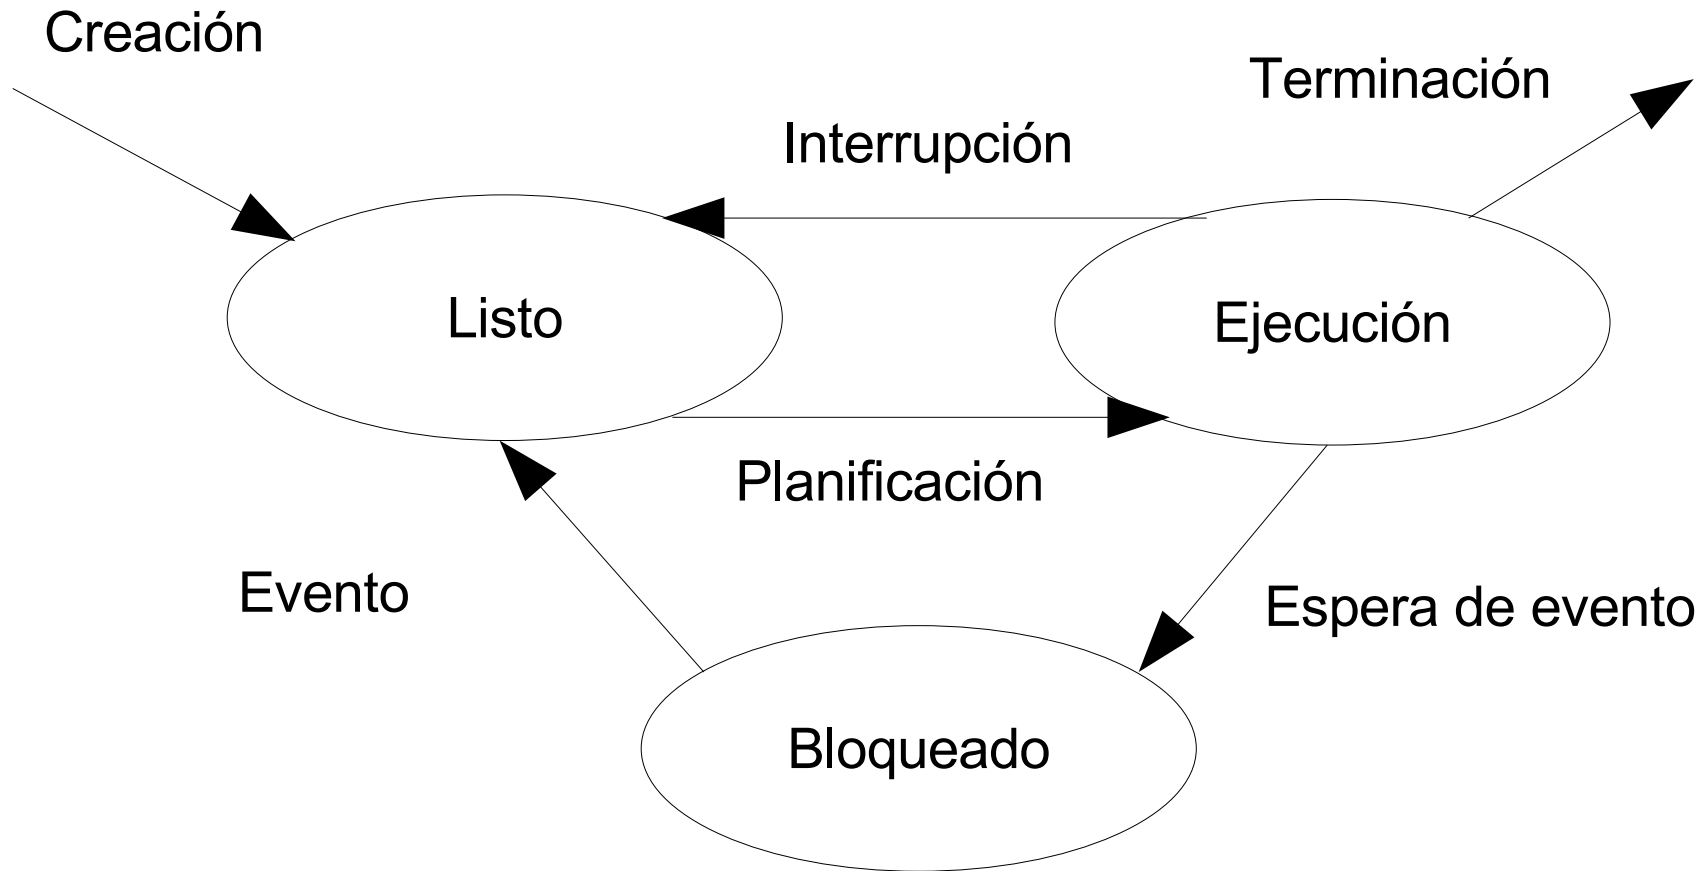 Creación
Terminación
Interrupción
Listo
Ejecución
Planificación
Evento
Espera de evento
Bloqueado